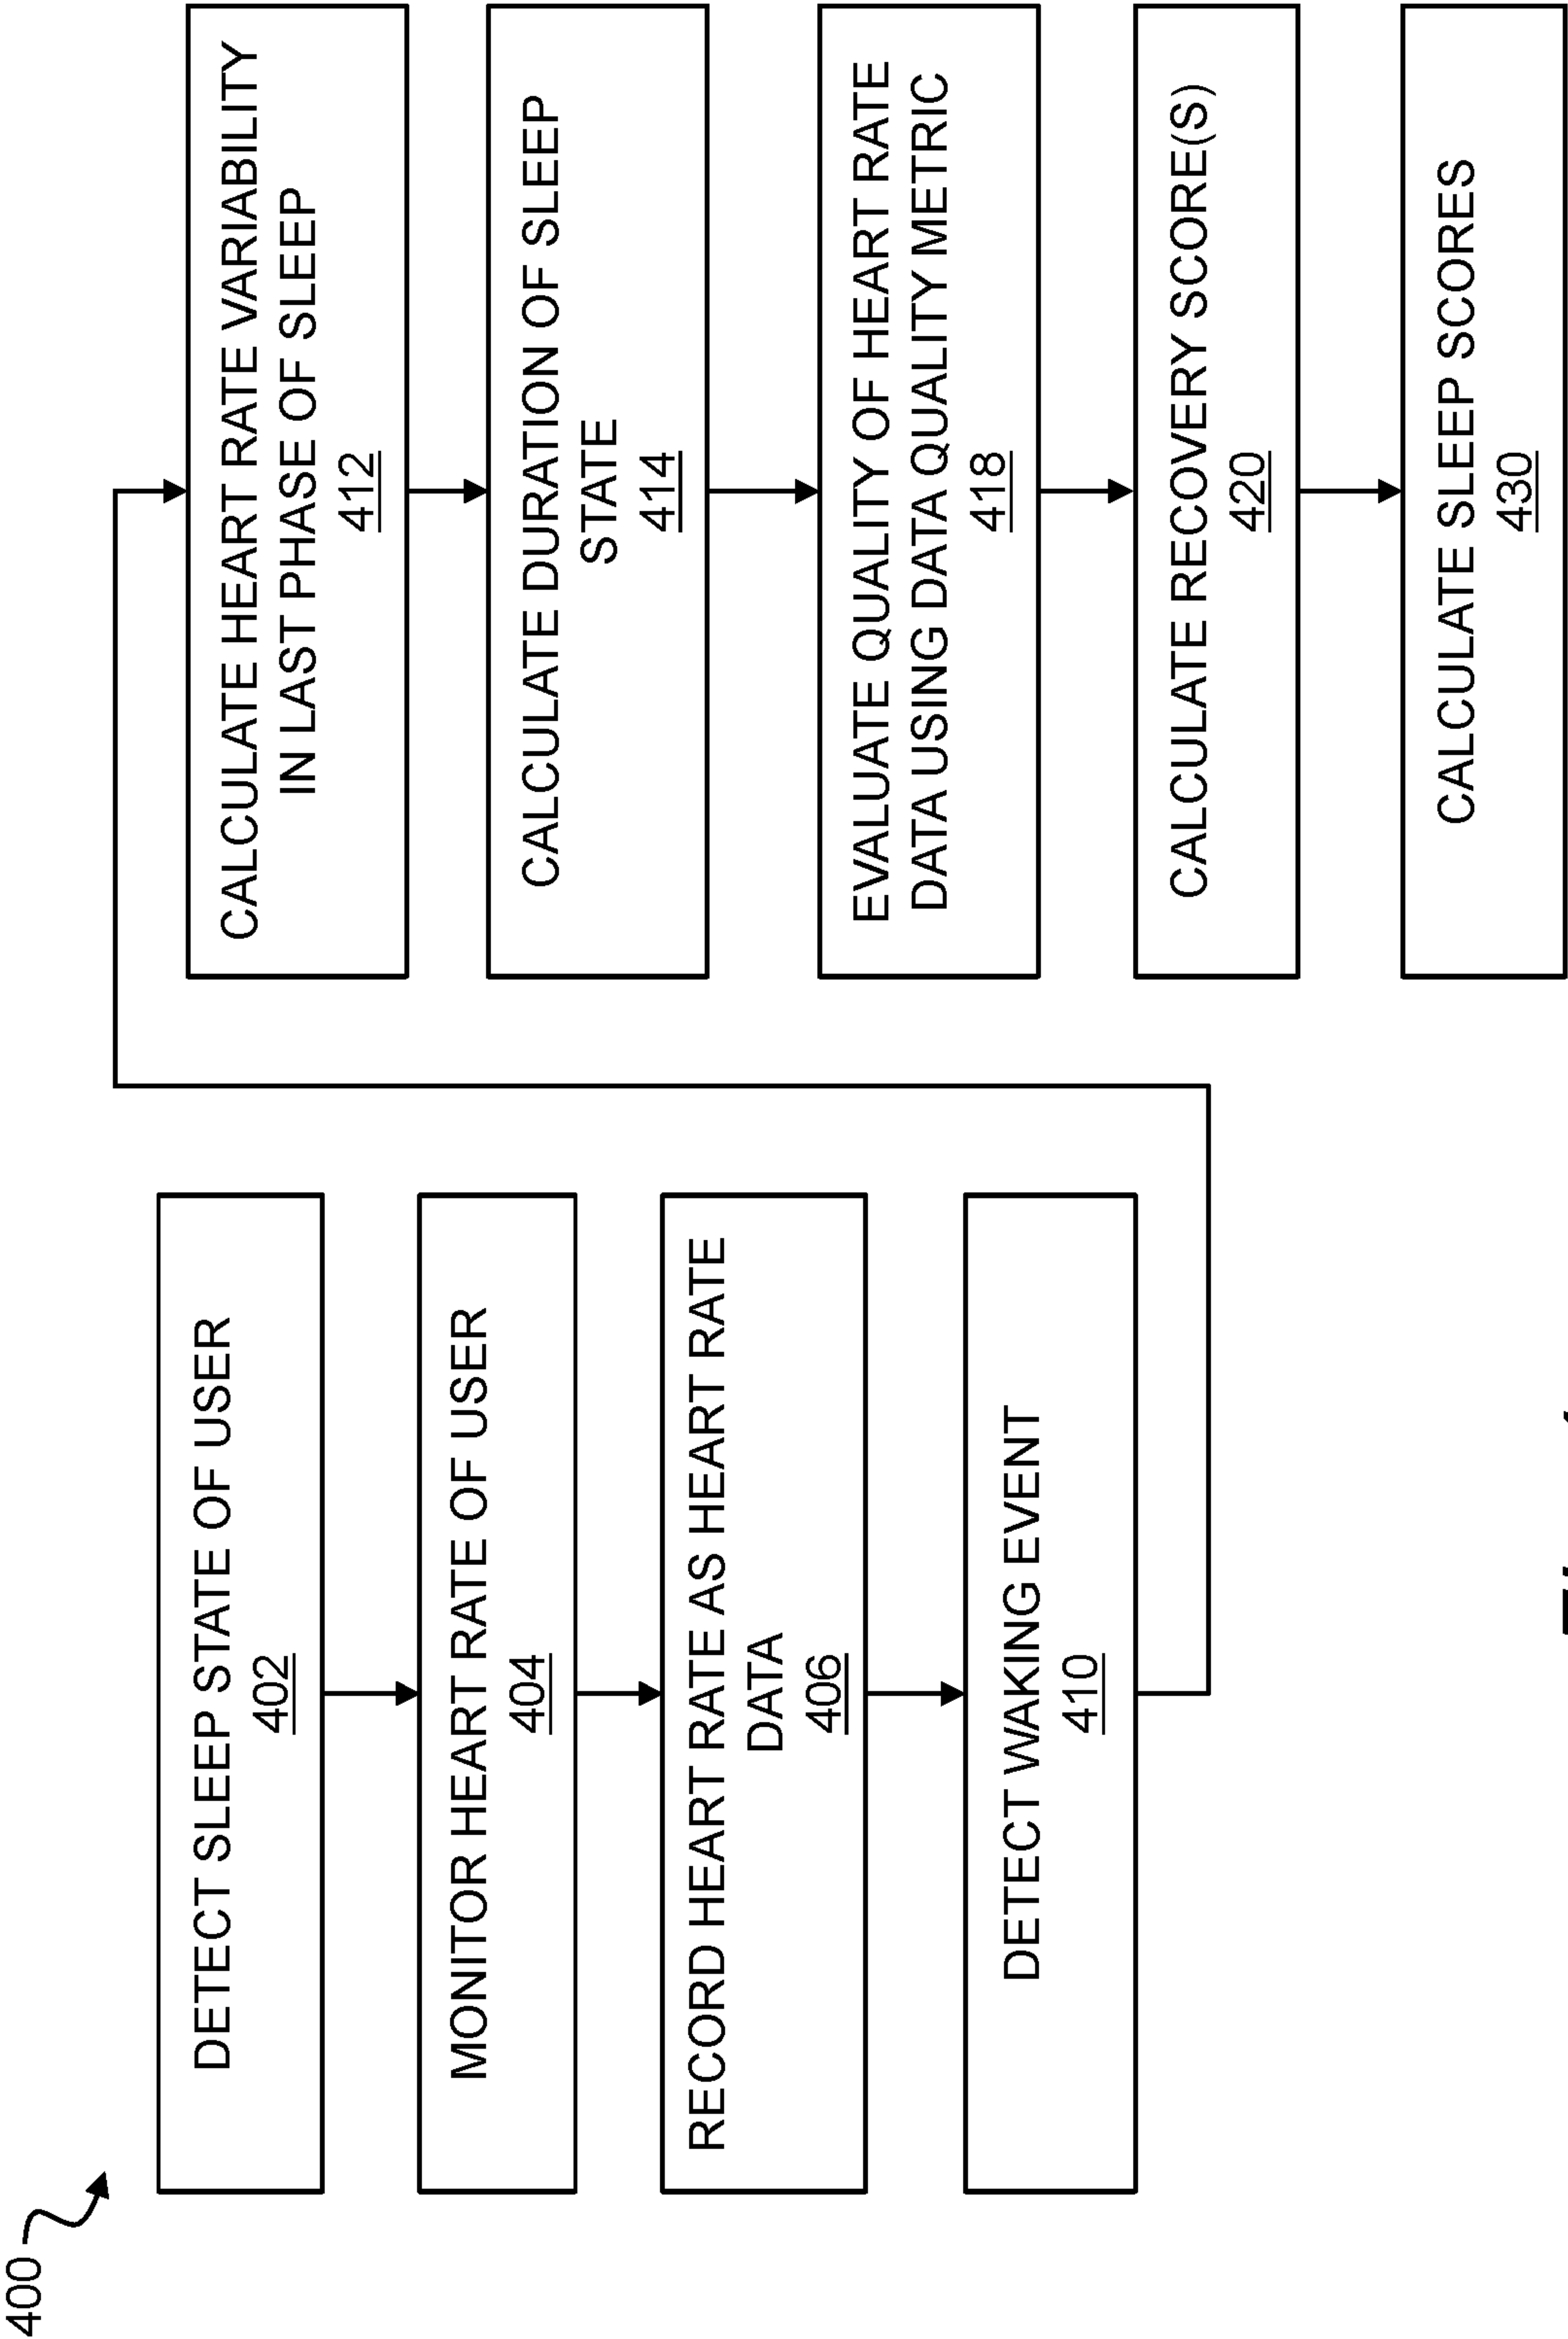 400
DETECT SLEEP STATE OF USER
402
MONITOR HEART RATE OF USER
404
RECORD HEART RATE AS HEART RATE
DATA
406
DETECT WAKING EVENT
410
CALCULATE HEART RATE VARIABILITY
IN LAST PHASE OF SLEEP
412
CALCULATE DURATION OF SLEEP
STATE
414
EVALUATE QUALITY OF HEART RATE
DATA USING DATA QUALITY METRIC
418
CALCULATE RECOVERY SCORE(S)
420
CALCULATE SLEEP SCORES
430